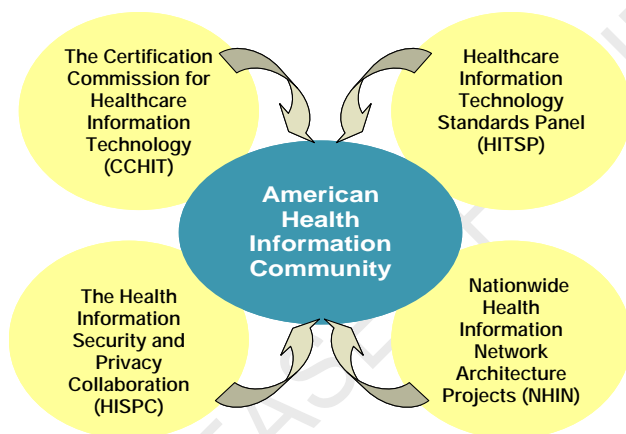 The Certification
Commission for
Healthcare
Information
Technology
(CCHIT)
Healthcare
Information
Technology
Standards Panel
(HITSP)
American
Health
Information
Community
The Health
Information
Security and
Privacy
Collaboration
(HISPC)
Nationwide
Health
Information
Network
Architecture
Projects (NHIN)